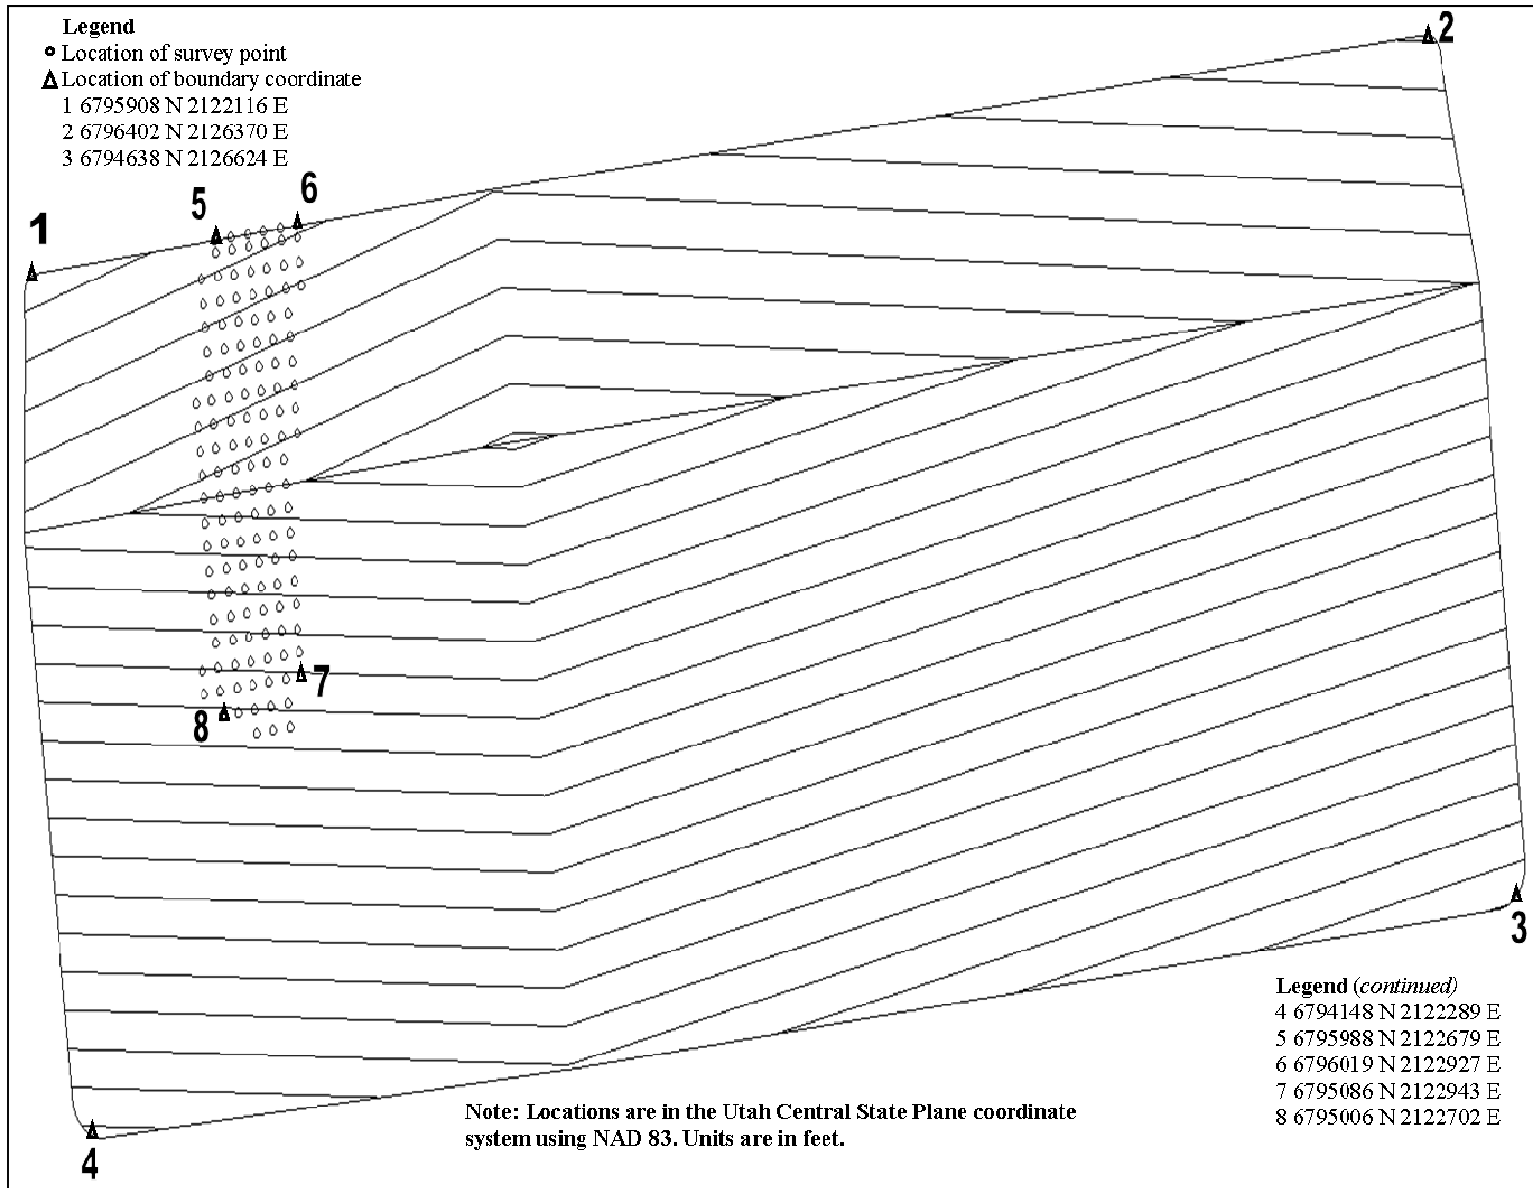 Legend
Location of survey point
Location of boundary coordinate
1 6795908 N 2122116 E
2 6796402 N 2126370 E
3 6794638 N 2126624 E
2
5
6
1
7
8
3
Legend (continued)
4 6794148 N 2122289 E
5 6795988 N 2122679 E
6 6796019 N 2122927 E
7 6795086 N 2122943 E
8 6795006 N 2122702 E
Note: Locations are in the Utah Central State Plane coordinate
system using NAD 83. Units are in feet.
4